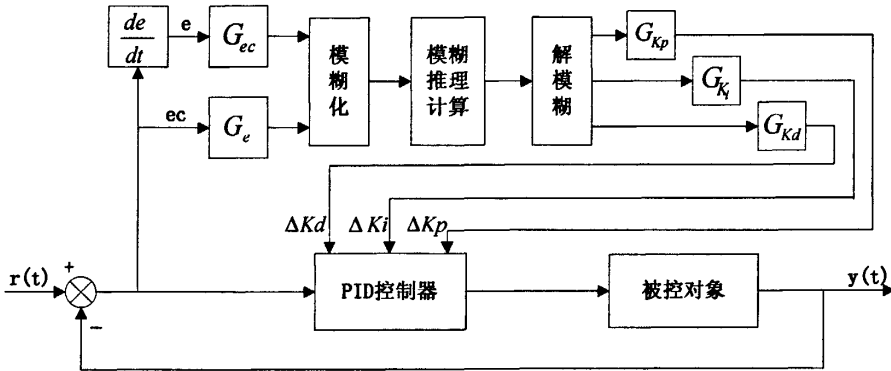 de
dt
e
G_ec
模糊化
模糊推理计算
解模糊
G_Kp
G_Ki
G_Kd
ec
G_e
ΔKd
ΔKi
ΔKp
r(t)
+
−
PID控制器
被控对象
y(t)